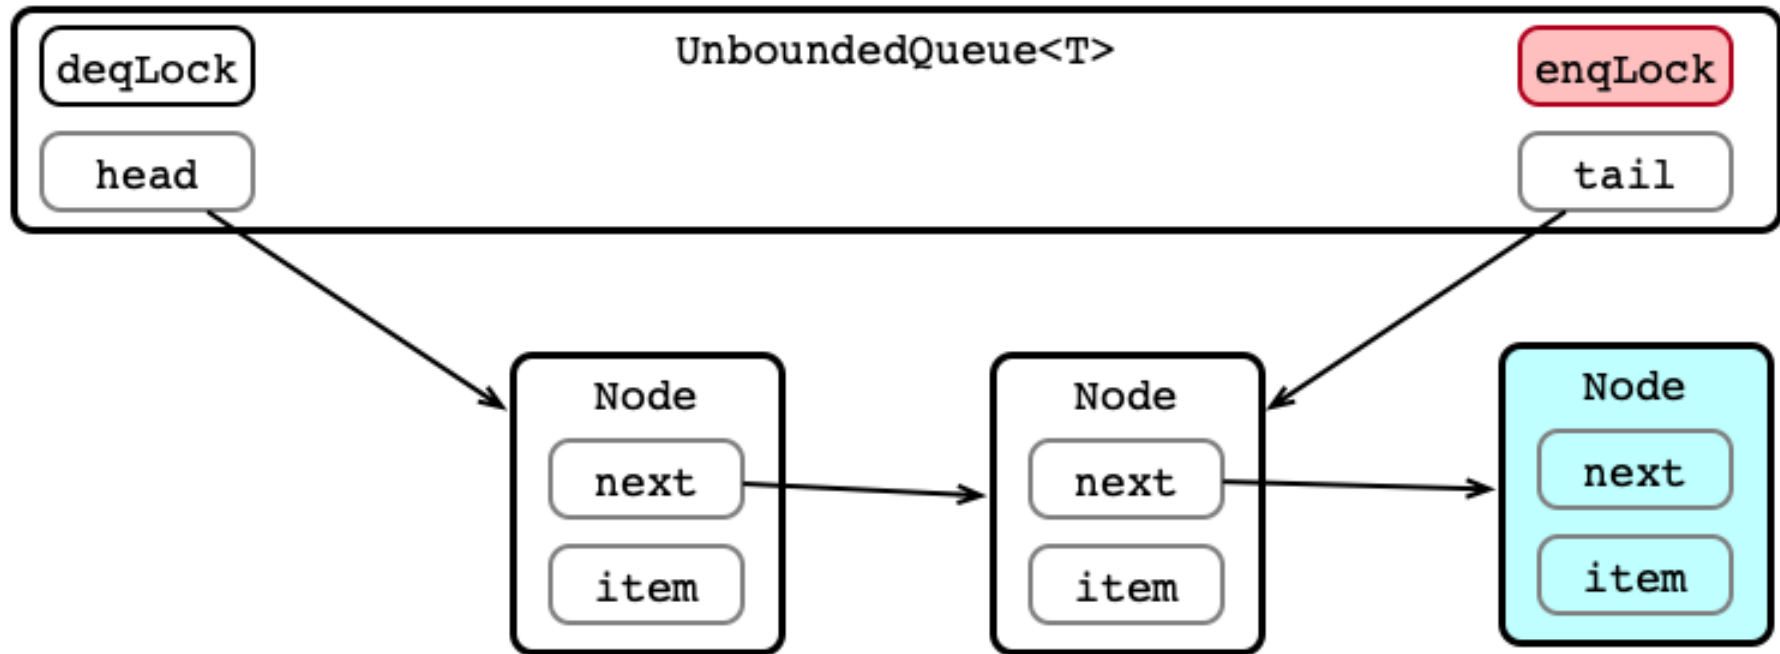 UnboundedQueue<T>
deqLock
enqLock
head
tail
Node
next
item
Node
next
item
Node
next
item